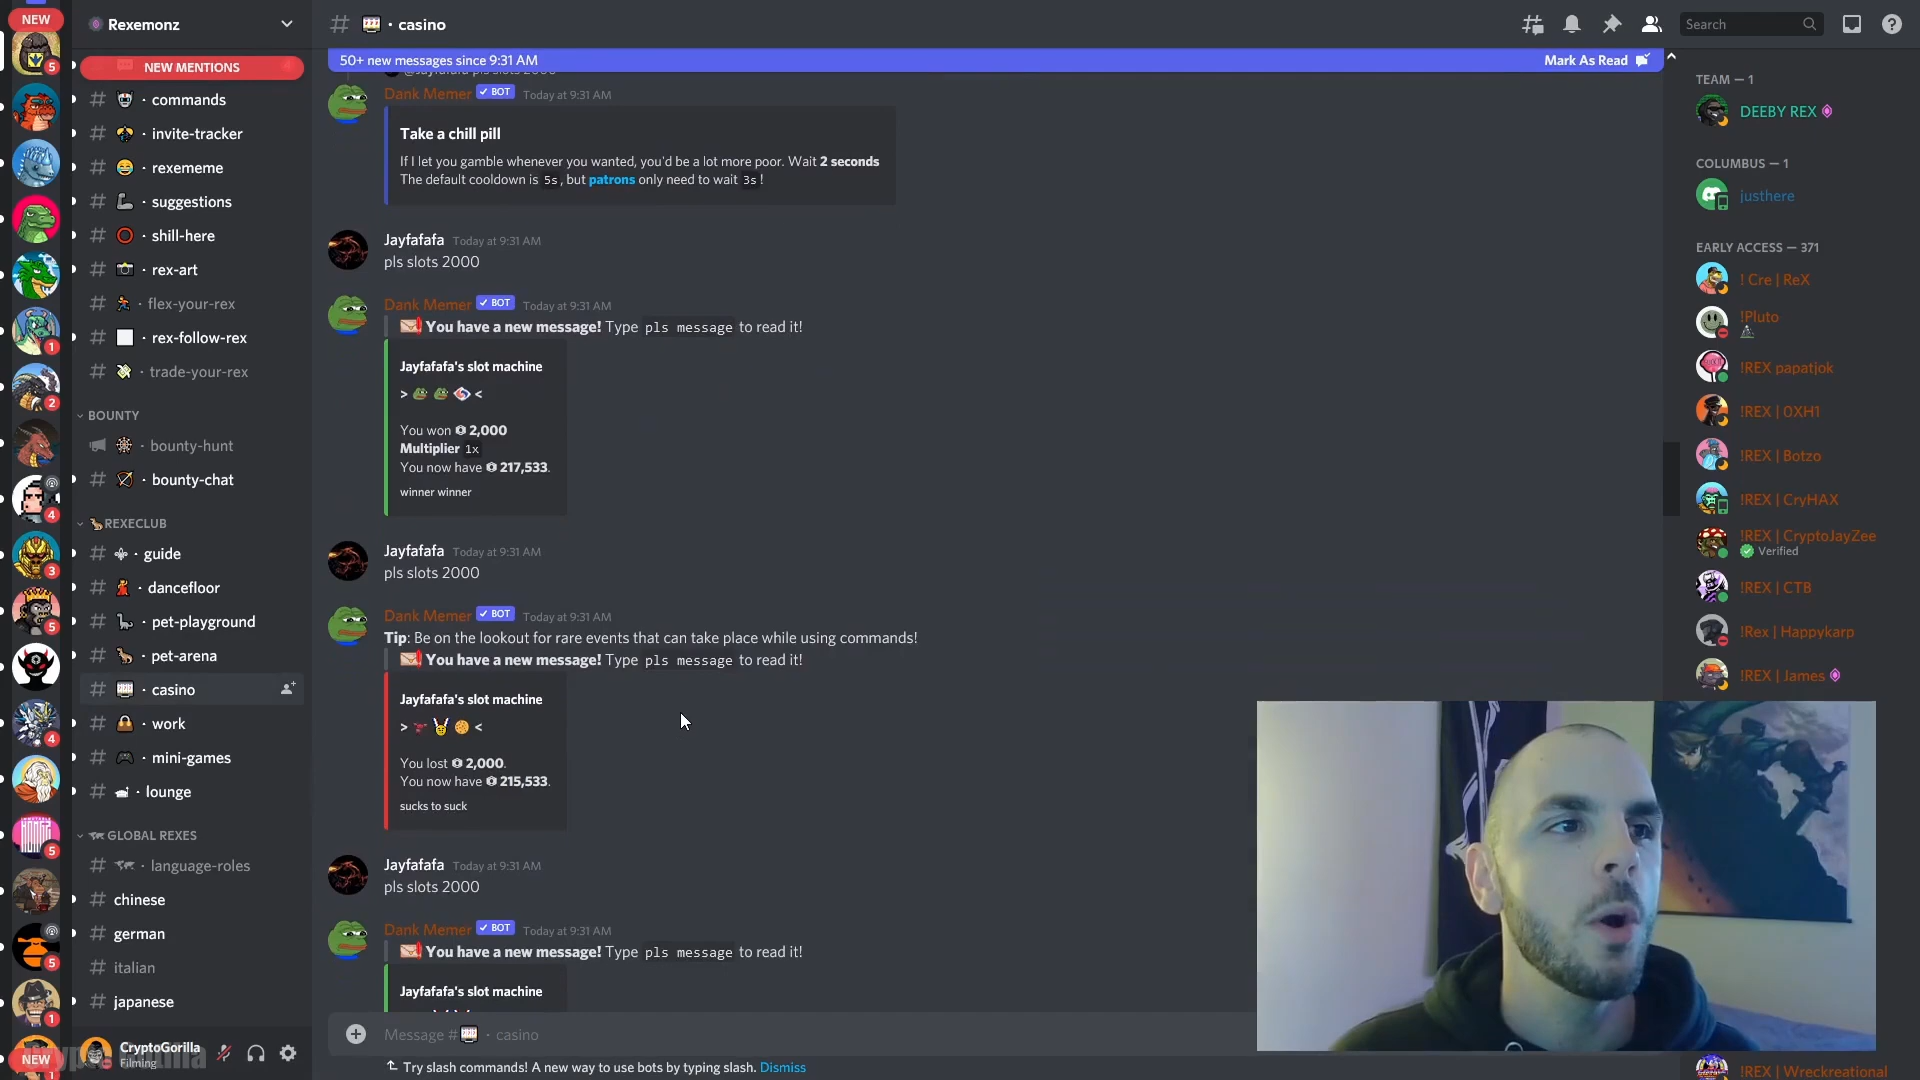 NEW
5
1
2
4
3
5
4
5
5
1
NEW
Rexemonz
NEW MENTIONS
commands
invite-tracker
rexememe
suggestions
shill-here
rex-art
flex-your-rex
rex-follow-rex
trade-your-rex
BOUNTY
bounty-hunt
bounty-chat
REXECLUB
guide
dancefloor
pet-playground
pet-arena
casino
work
mini-games
lounge
GLOBAL REXES
language-roles
chinese
german
italian
japanese
CryptoGorilla
Filming
casino
50+ new messages since 9:31 AM
Mark As Read
Dank Memer ✓ BOT Today at 9:31 AM
Take a chill pill
If I let you gamble whenever you wanted, you'd be a lot more poor. Wait 2 seconds
The default cooldown is 5s, but patrons only need to wait 3s!
Jayfafafa Today at 9:31 AM
pls slots 2000
Dank Memer ✓ BOT Today at 9:31 AM
You have a new message! Type pls message to read it!
Jayfafafa's slot machine
> <
You won 2,000
Multiplier 1x
You now have 217,533.
winner winner
Jayfafafa Today at 9:31 AM
pls slots 2000
Dank Memer ✓ BOT Today at 9:31 AM
Tip: Be on the lookout for rare events that can take place while using commands!
You have a new message! Type pls message to read it!
Jayfafafa's slot machine
> <
You lost 2,000.
You now have 215,533.
sucks to suck
Jayfafafa Today at 9:31 AM
pls slots 2000
Dank Memer ✓ BOT Today at 9:31 AM
You have a new message! Type pls message to read it!
Jayfafafa's slot machine
Message # · casino
Try slash commands! A new way to use bots by typing slash. Dismiss
Search
TEAM — 1
DEEBY REX
COLUMBUS — 1
justhere
EARLY ACCESS — 371
! Cre | ReX
!Pluto
!REX papatjok
!REX | 0XH1
!REX | Botzo
!REX | CryHAX
!REX | CryptoJayZee
Verified
!REX | CTB
!Rex | Happykarp
!REX | James
!REX | Wreckreational